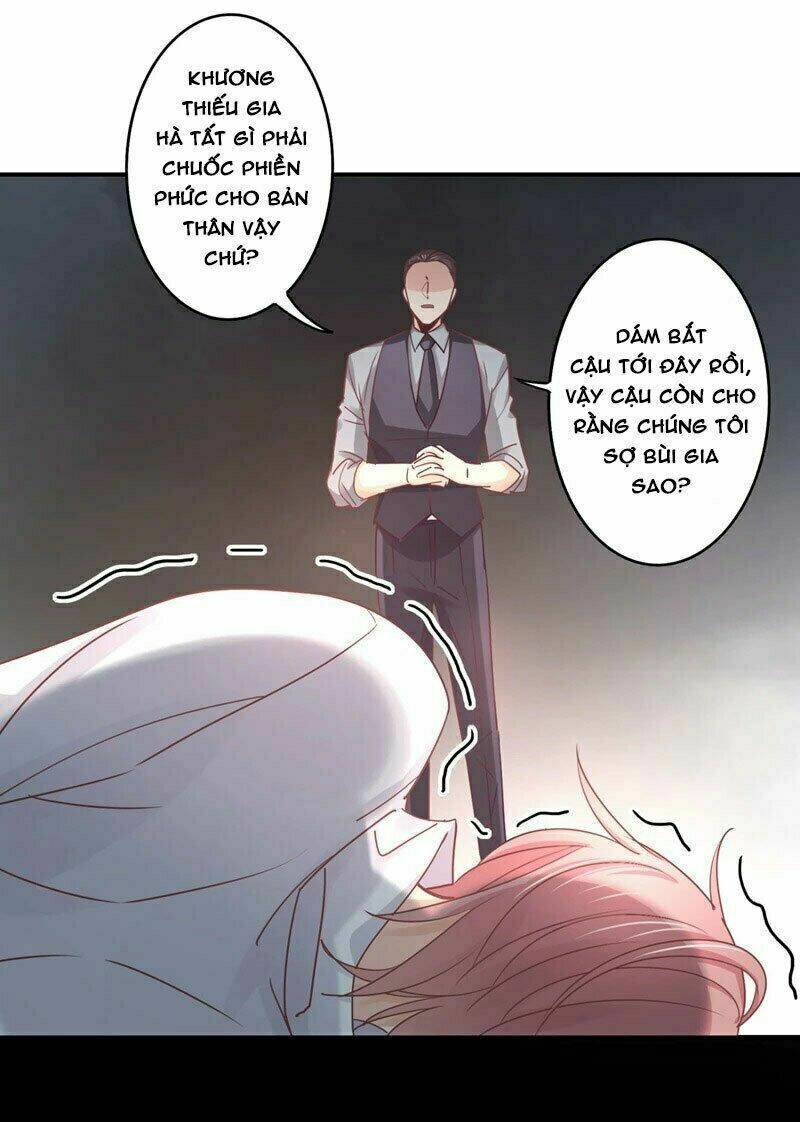 KHƯƠNG
THIẾU GIA
HÀ TẤT GÌ PHẢI
CHUỐC PHIỀN
PHỨC CHO BẢN
THÂN VẬY
CHỨ?
DÁM BẮT
CẬU TỚI ĐÂY RỒI,
VẬY CẬU CÒN CHO
RẰNG CHÚNG TÔI
SỢ BÙI GIA
SAO?